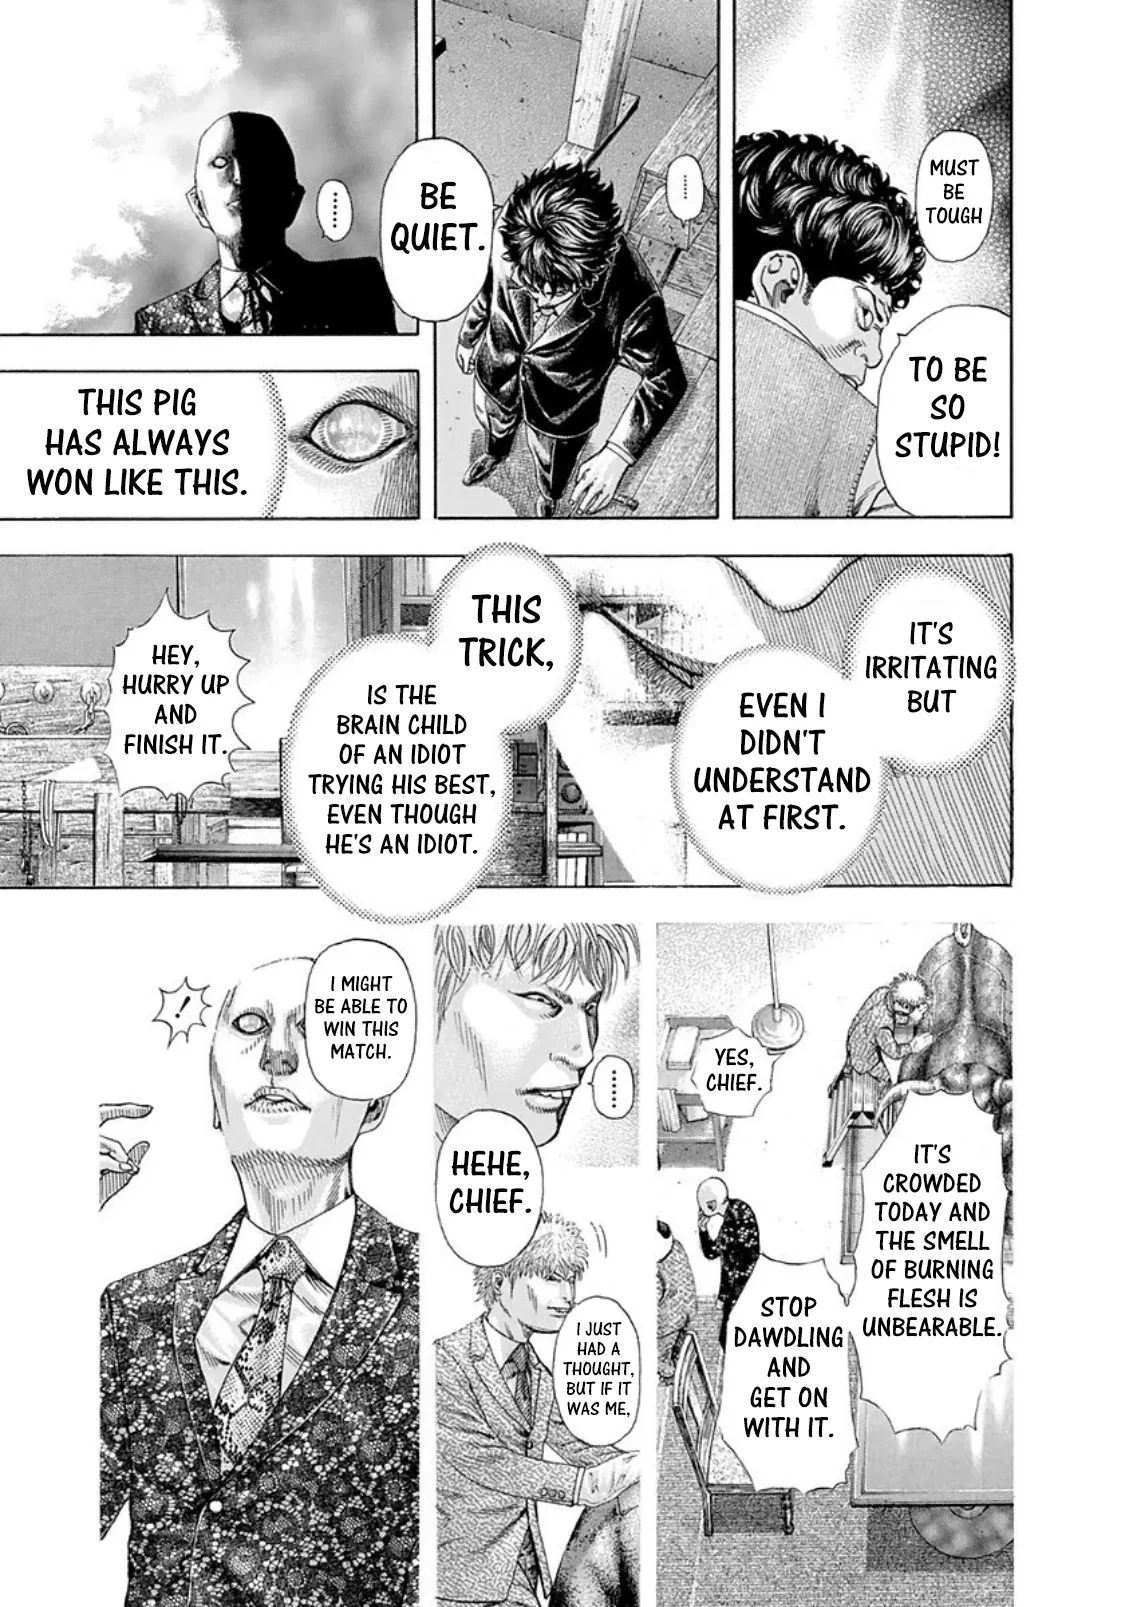 MUST
BE
TOUGH
TO BE
SO
STUPID!
.......
BE
QUIET.
......
THIS PIG
HAS ALWAYS
WON LIKE THIS.
IT'S
IRRITATING
BUT
EVEN I
DIDN'T
UNDERSTAND
AT FIRST.
THIS
TRICK,
IS THE
BRAIN CHILD
OF AN IDIOT
TRYING HIS BEST,
EVEN THOUGH
HE'S AN IDIOT.
HEY,
HURRY UP
AND
FINISH IT.
IT'S
CROWDED
TODAY AND
THE SMELL
OF BURNING
FLESH IS
UNBEARABLE.
YES,
CHIEF.
STOP
DAWDLING
AND
GET ON
WITH IT.
......
HEHE,
CHIEF.
I JUST
HAD A
THOUGHT,
BUT IF IT
WAS ME,
I MIGHT
BE ABLE TO
WIN THIS
MATCH.
!